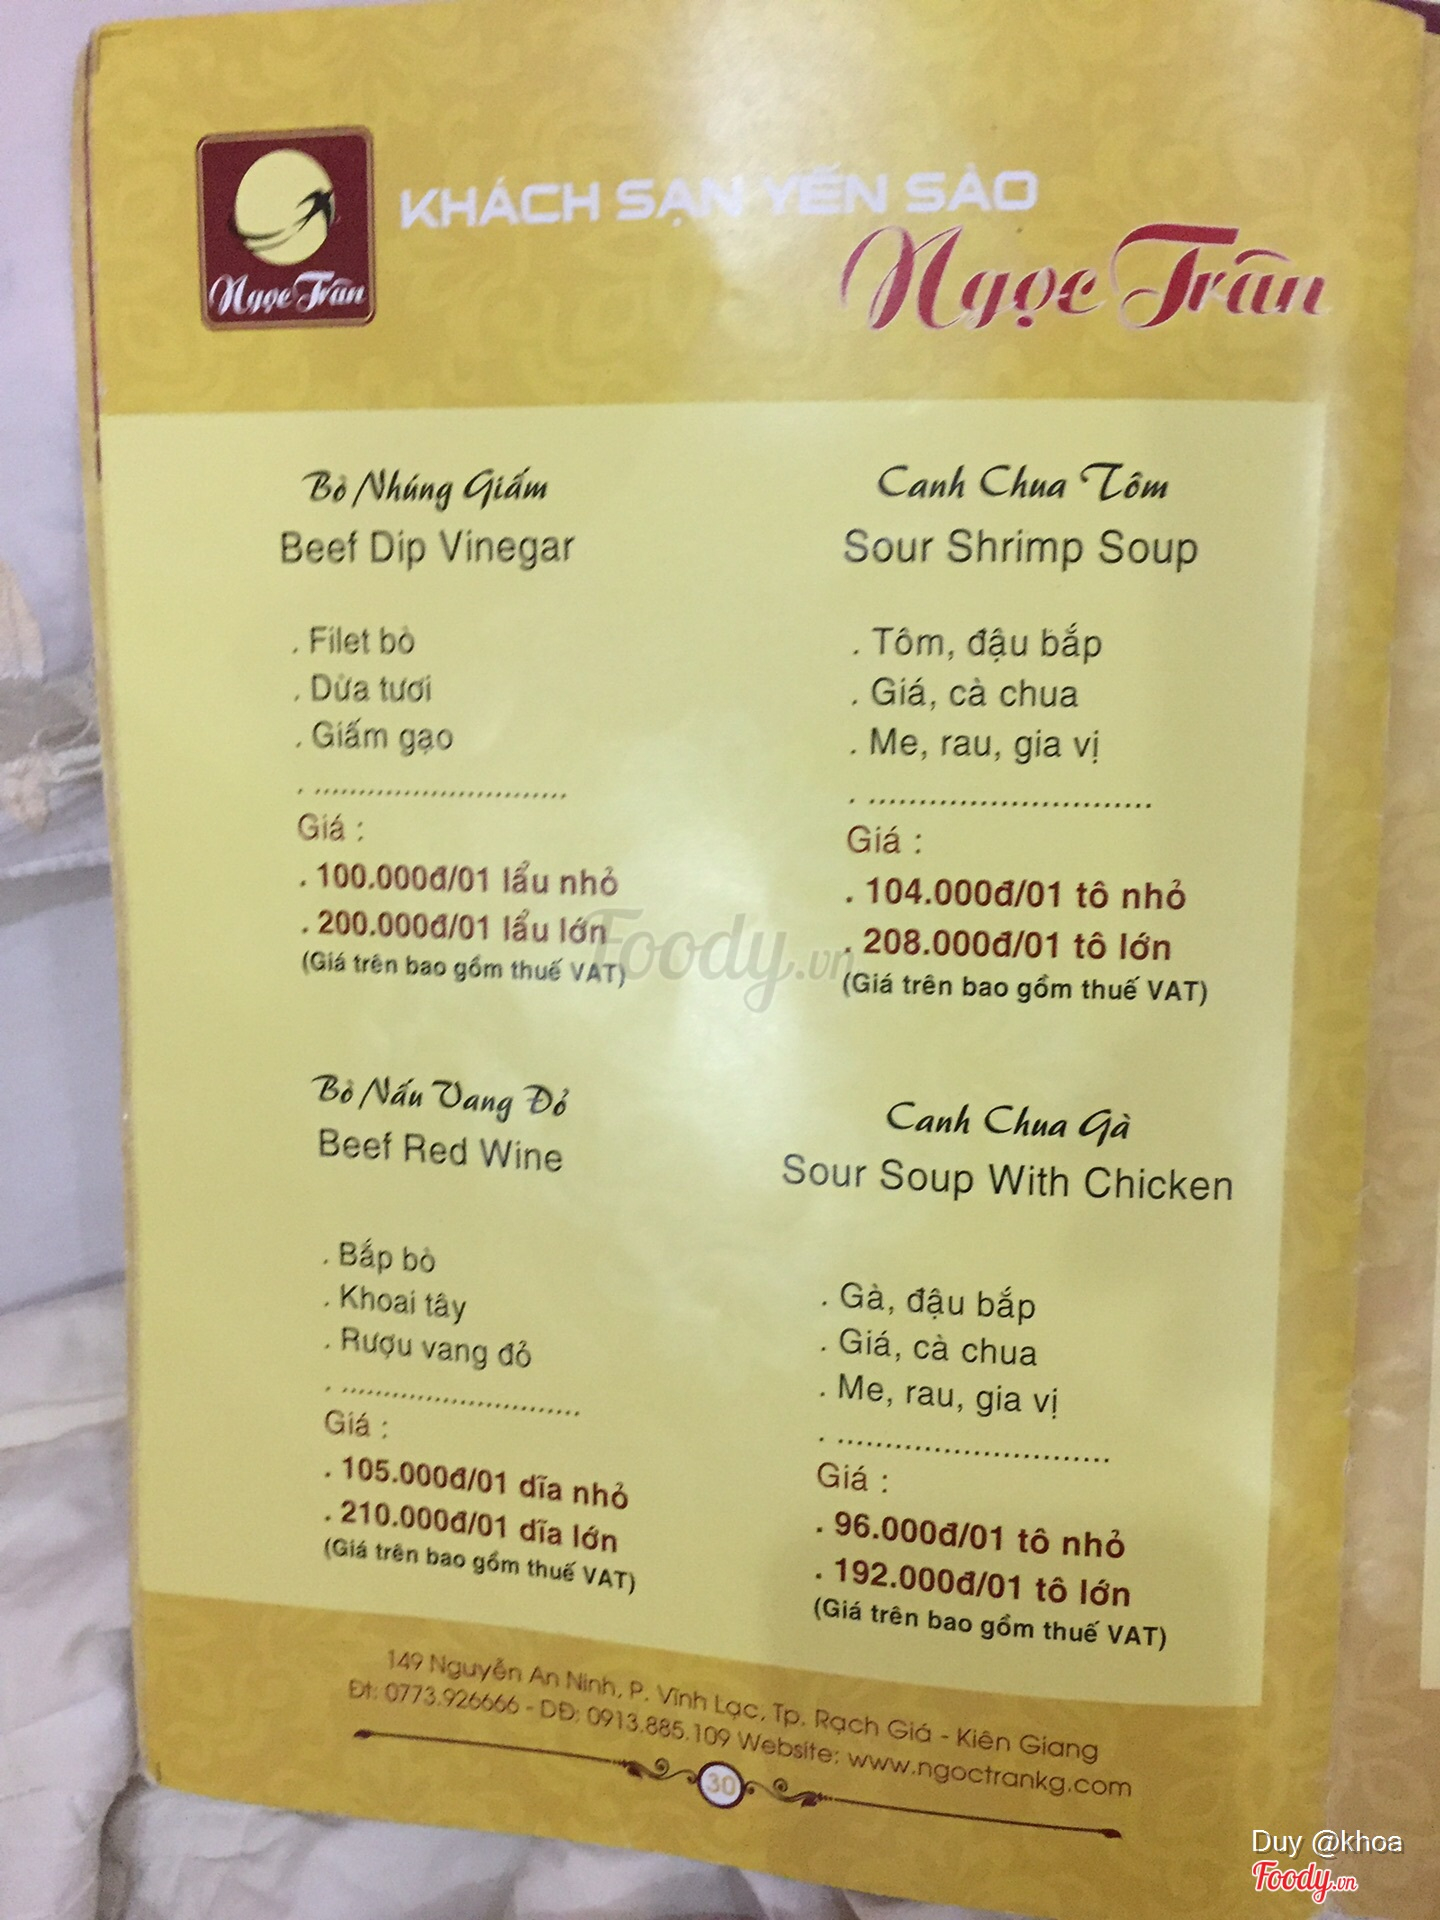 Ngọc Trân
KHÁCH SẠN YẾN SÀO
Ngọc Trân
Bò Nhúng Giấm
Beef Dip Vinegar
. Filet bò
. Dừa tươi
. Giấm gạo
. ............................
Giá :
. 100.000đ/01 lẩu nhỏ
. 200.000đ/01 lẩu lớn
(Giá trên bao gồm thuế VAT)
Canh Chua Tôm
Sour Shrimp Soup
. Tôm, đậu bắp
. Giá, cà chua
. Me, rau, gia vị
. ............................
Giá :
. 104.000đ/01 tô nhỏ
. 208.000đ/01 tô lớn
(Giá trên bao gồm thuế VAT)
Foody.vn
Bò Nấu Vang Đỏ
Beef Red Wine
. Bắp bò
. Khoai tây
. Rượu vang đỏ
. ............................
Giá :
. 105.000đ/01 dĩa nhỏ
. 210.000đ/01 dĩa lớn
(Giá trên bao gồm thuế VAT)
Canh Chua Gà
Sour Soup With Chicken
. Gà, đậu bắp
. Giá, cà chua
. Me, rau, gia vị
. ............................
Giá :
. 96.000đ/01 tô nhỏ
. 192.000đ/01 tô lớn
(Giá trên bao gồm thuế VAT)
149 Nguyễn An Ninh, P. Vĩnh Lạc, Tp. Rạch Giá - Kiên Giang
Đt: 0773.926666 - DĐ: 0913.885.109 Website: www.ngoctrankg.com
30
Duy @khoa
Foody.vn